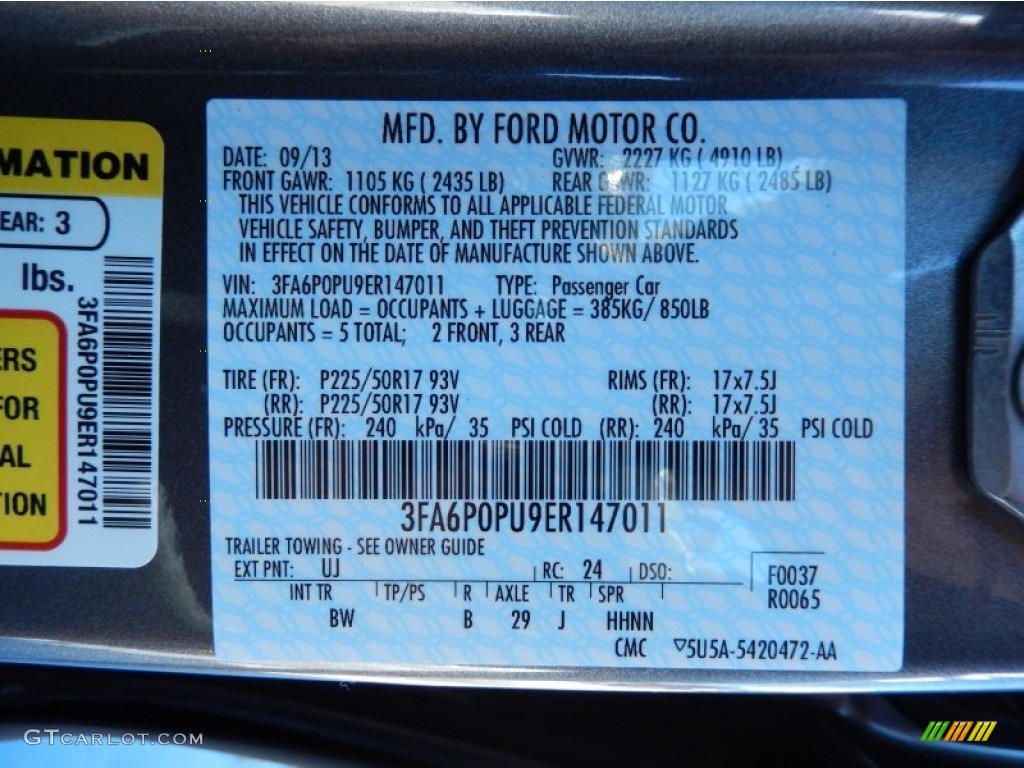 MATION
EAR: 3
lbs.
3FA6P0PU9ER147011
ERS
FOR
AL
TION
MFD. BY FORD MOTOR CO.
DATE: 09/13 GVWR: 2227 KG ( 4910 LB)
FRONT GAWR: 1105 KG ( 2435 LB) REAR GAWR: 1127 KG ( 2485 LB)
THIS VEHICLE CONFORMS TO ALL APPLICABLE FEDERAL MOTOR
VEHICLE SAFETY, BUMPER, AND THEFT PREVENTION STANDARDS
IN EFFECT ON THE DATE OF MANUFACTURE SHOWN ABOVE.
VIN: 3FA6P0PU9ER147011 TYPE: Passenger Car
MAXIMUM LOAD = OCCUPANTS + LUGGAGE = 385KG/ 850LB
OCCUPANTS = 5 TOTAL; 2 FRONT, 3 REAR
TIRE (FR): P225/50R17 93V RIMS (FR): 17x7.5J
(RR): P225/50R17 93V (RR): 17x7.5J
PRESSURE (FR): 240 kPa/ 35 PSI COLD (RR): 240 kPa/ 35 PSI COLD
3FA6P0PU9ER147011
TRAILER TOWING - SEE OWNER GUIDE
EXT PNT: UJ RC: 24 DSO: F0037
INT TR TP/PS R AXLE TR SPR R0065
BW B 29 J HHNN
CMC ▽5U5A-5420472-AA
GTCARLOT.COM